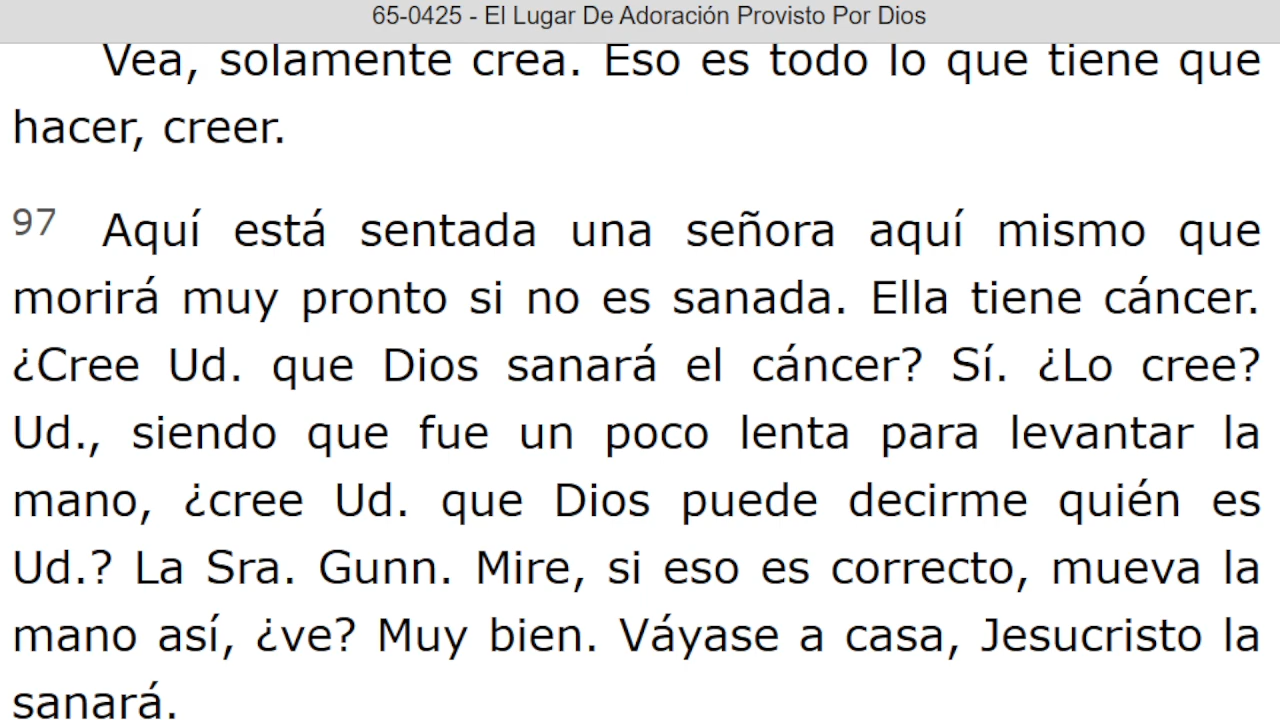 65-0425 - El Lugar De Adoración Provisto Por Dios
Vea, solamente crea. Eso es todo lo que tiene que
hacer, creer.
97 Aquí está sentada una señora aquí mismo que
morirá muy pronto si no es sanada. Ella tiene cáncer.
¿Cree Ud. que Dios sanará el cáncer? Sí. ¿Lo cree?
Ud., siendo que fue un poco lenta para levantar la
mano, ¿cree Ud. que Dios puede decirme quién es
Ud.? La Sra. Gunn. Mire, si eso es correcto, mueva la
mano así, ¿ve? Muy bien. Váyase a casa, Jesucristo la
sanará.